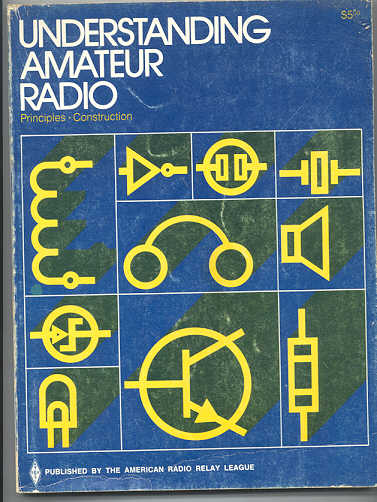 UNDERSTANDING
AMATEUR
RADIO
$5.00
Principles • Construction
PUBLISHED BY THE AMERICAN RADIO RELAY LEAGUE